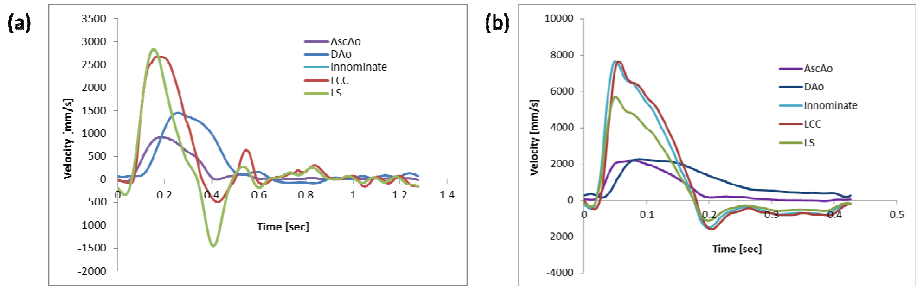 (a)
3500
3000
2500
2000
1500
1000
500
0
500
-1000
-1500
-2000
0
0.2
0.4
0.6
0.8
1.0
1.2
1.4
Velocity [mm/s]
Time [sec]
AscAo
DAo
Innominate
LCC
LS
(b)
10000
8000
6000
4000
2000
0
2000
-4000
0
0.1
0.2
0.3
0.4
0.5
Velocity [mm/s]
Time [sec]
AscAo
DAo
Innominate
LCC
LS